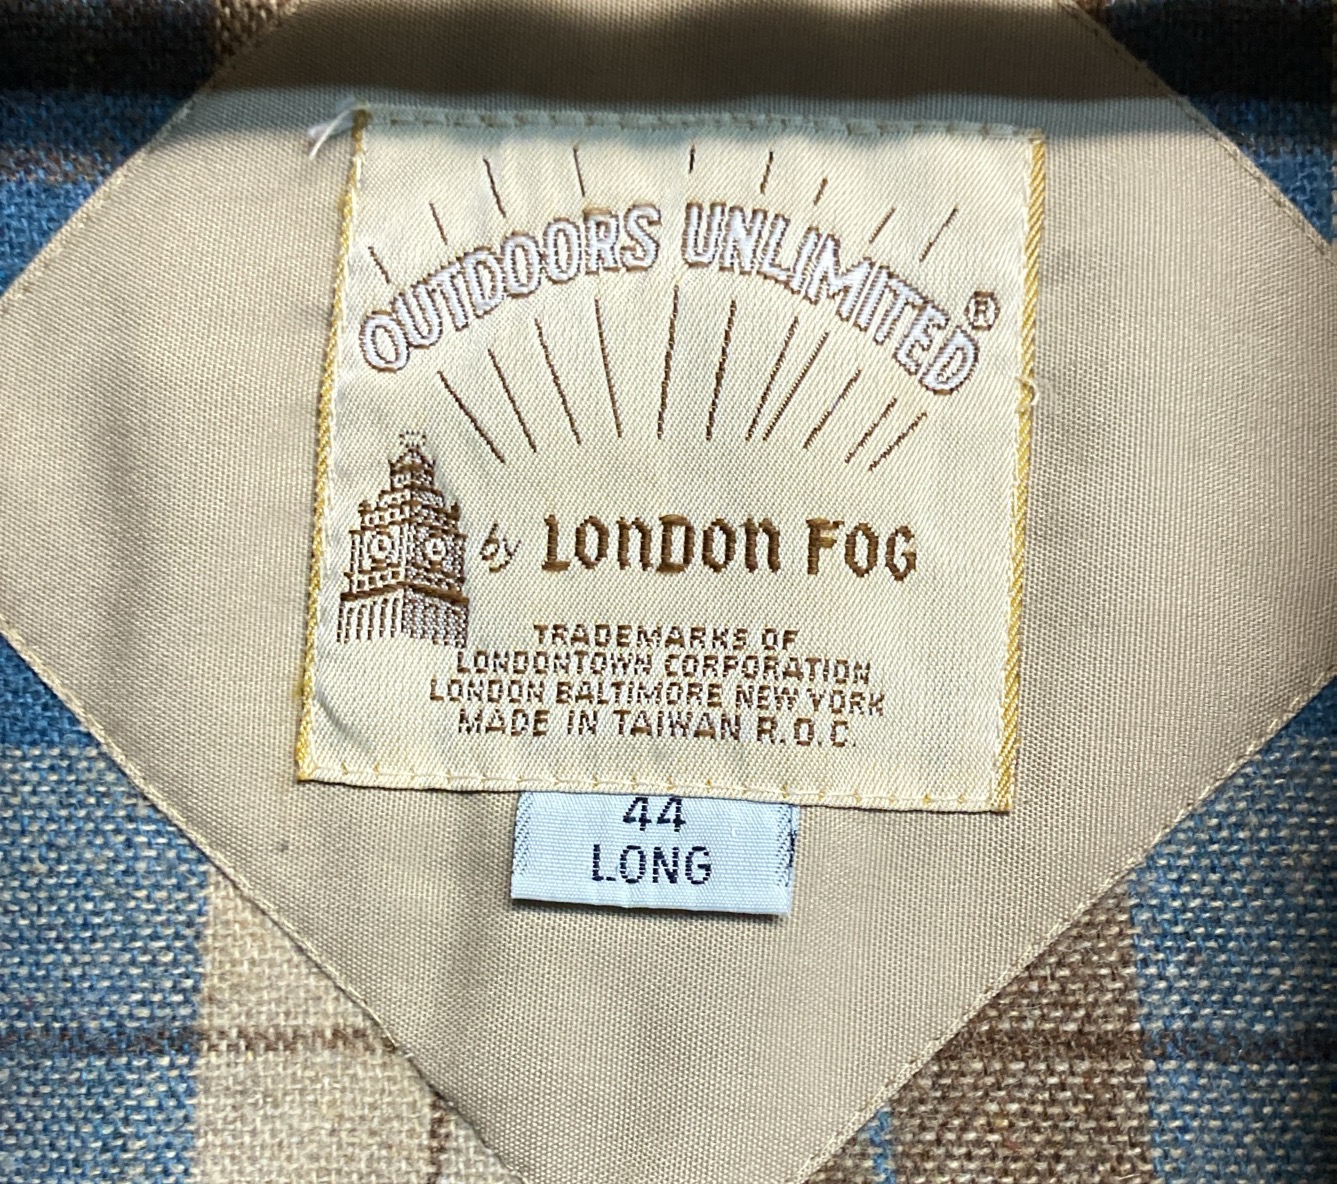 OUTDOORS UNLIMITED®
by LONDON FOG
TRADEMARKS OF
LONDONTOWN CORPORATION
LONDON BALTIMORE NEW YORK
MADE IN TAIWAN R.O.C.
44
LONG